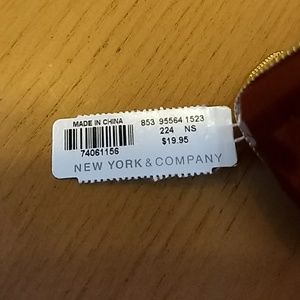 MADE IN CHINA 853 95564 1523
224 NS
$19.95
74061156
NEW YORK & COMPANY